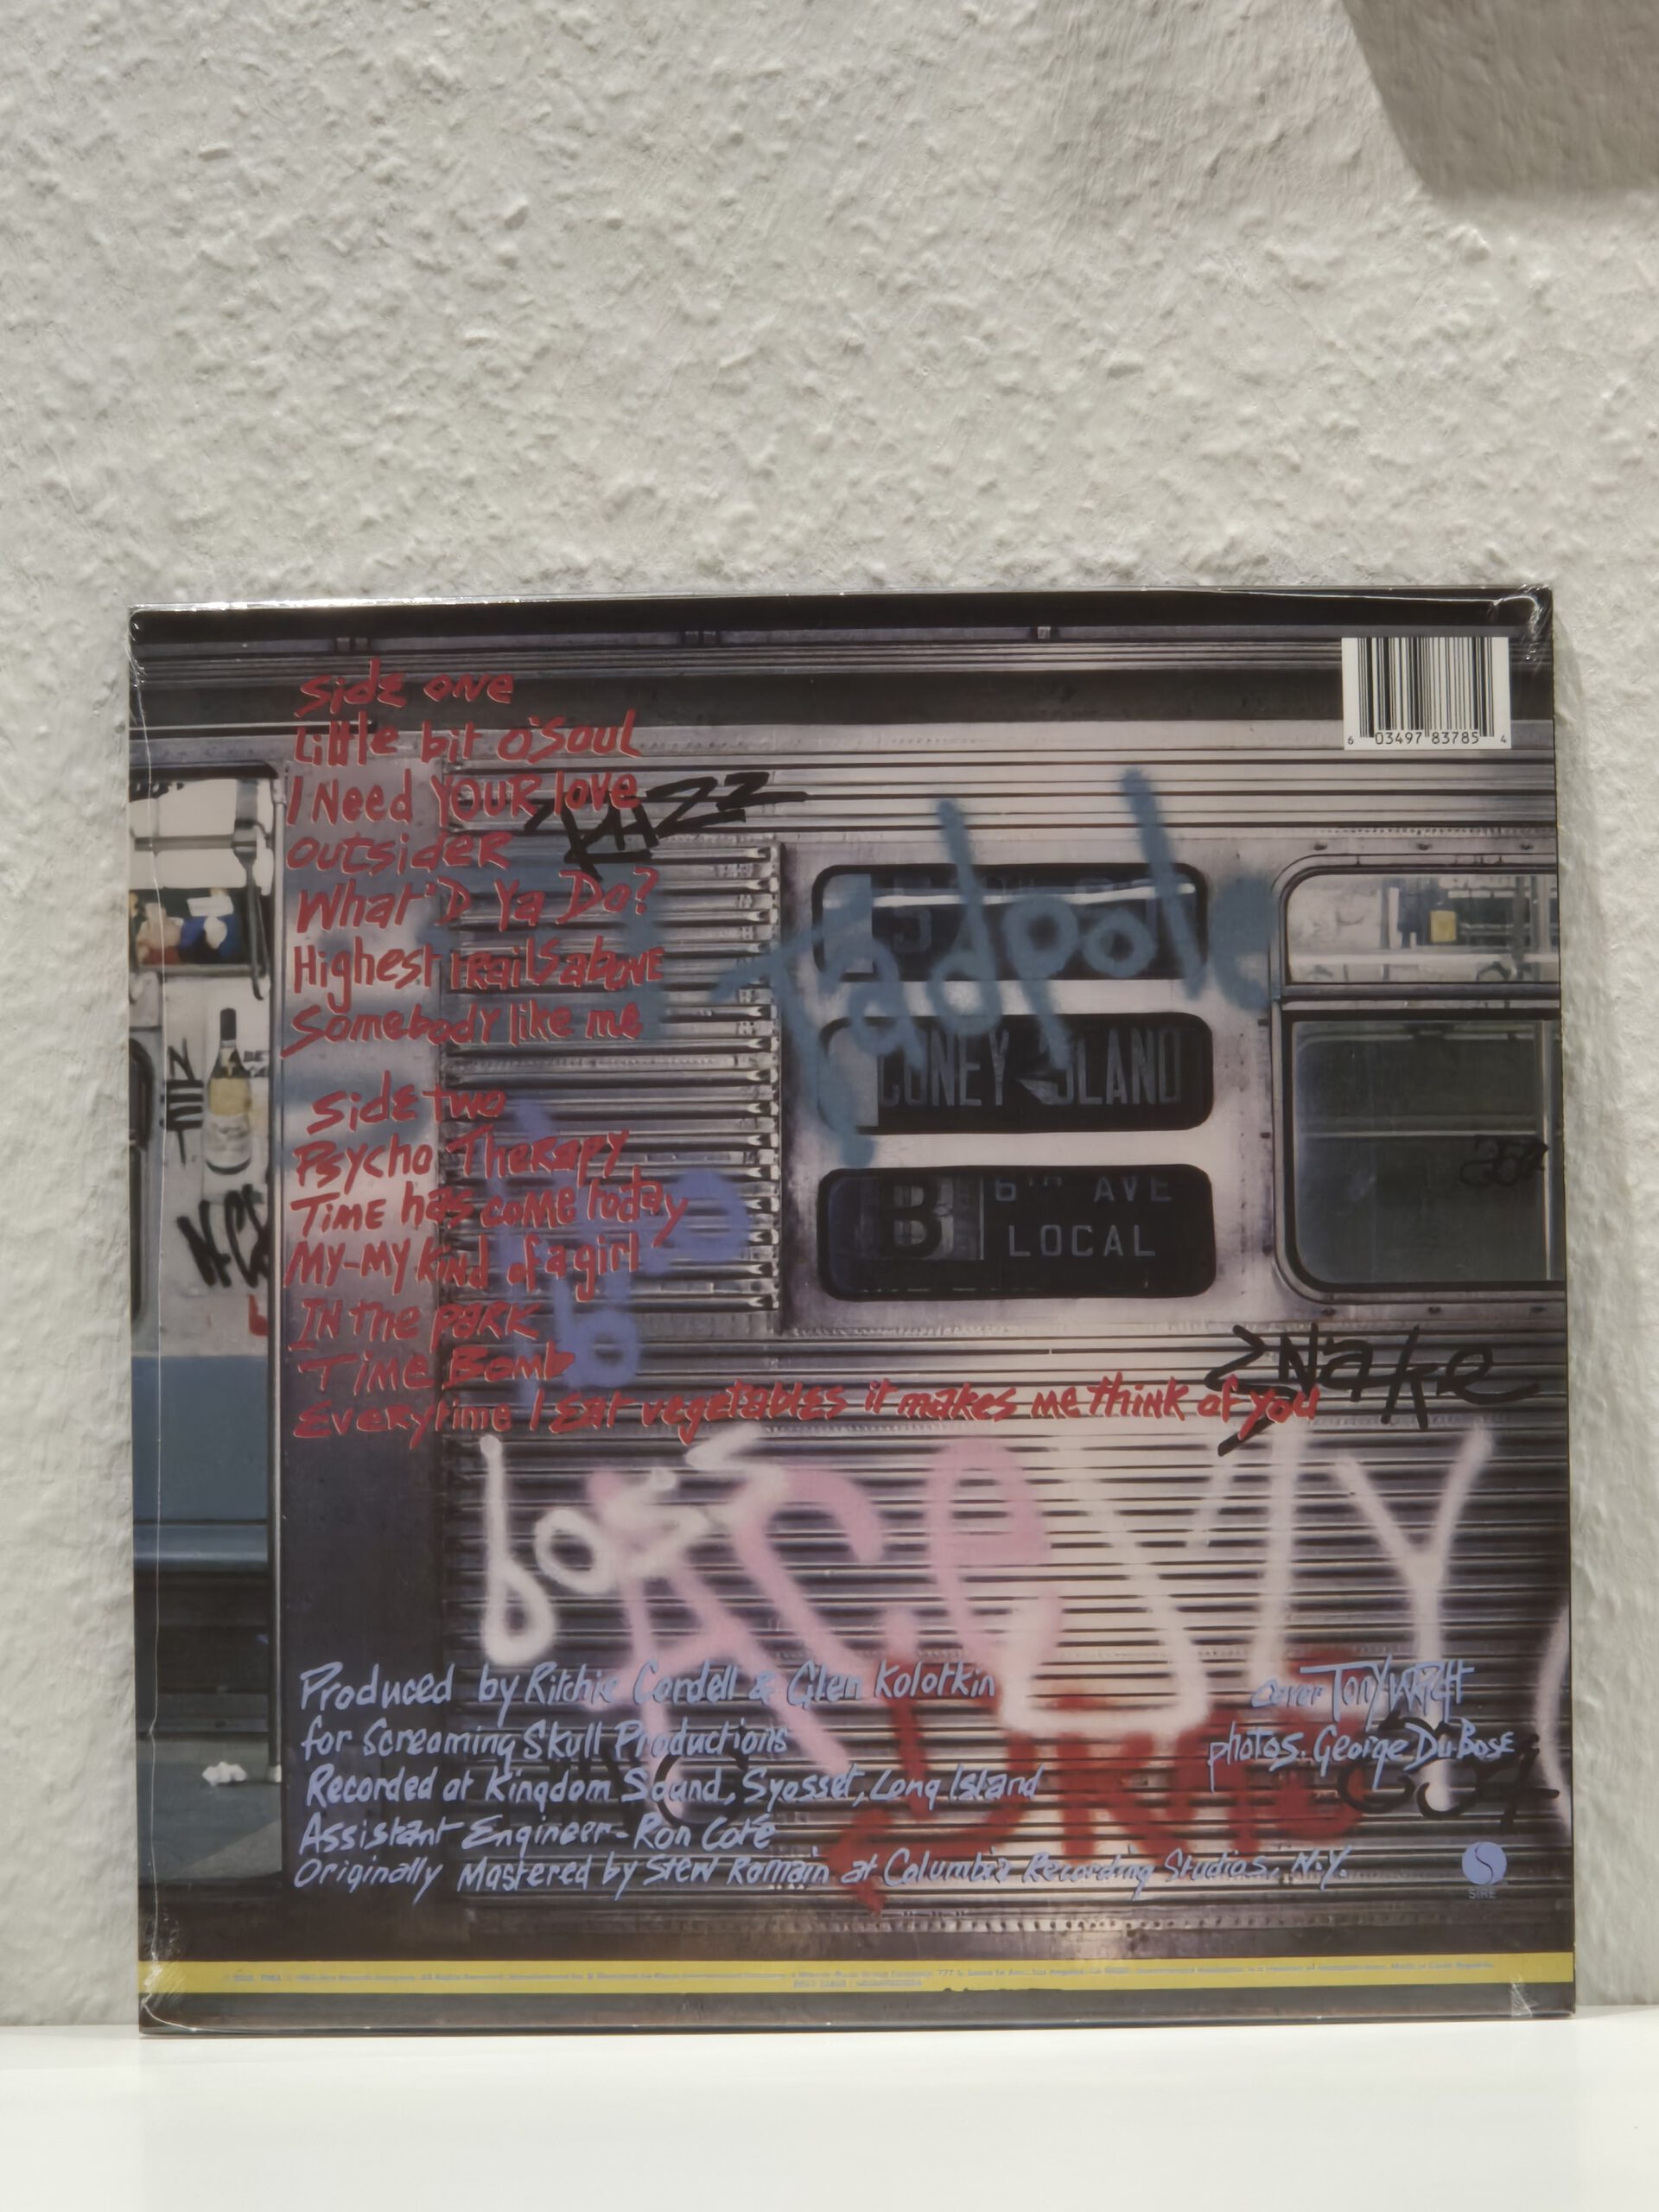 Side one
Little bit o'Soul
I Need YOUR love
Outsider
What'D Ya Do?
Highest trails above
Somebody like me
Side two
Psycho Therapy
Time has come today
My-My kind of a girl
In the park
Time Bomb
Everytime I Eat vegetables it makes me think of you
6 03497 83785 4
Tadpole
CONEY ISLAND
B 6TH AVE
LOCAL
Snake
boss
Ace
Produced by Ritchie Cordell & Glen Kolotkin
for Screaming Skull Productions
Recorded at Kingdom Sound, Syosset, Long Island
Assistant Engineer-Ron Cote
Originally Mastered by Stew Romain at Columbia Recording Studios, N.Y.
cover Tony Wright
photos. George DuBose
SIRE